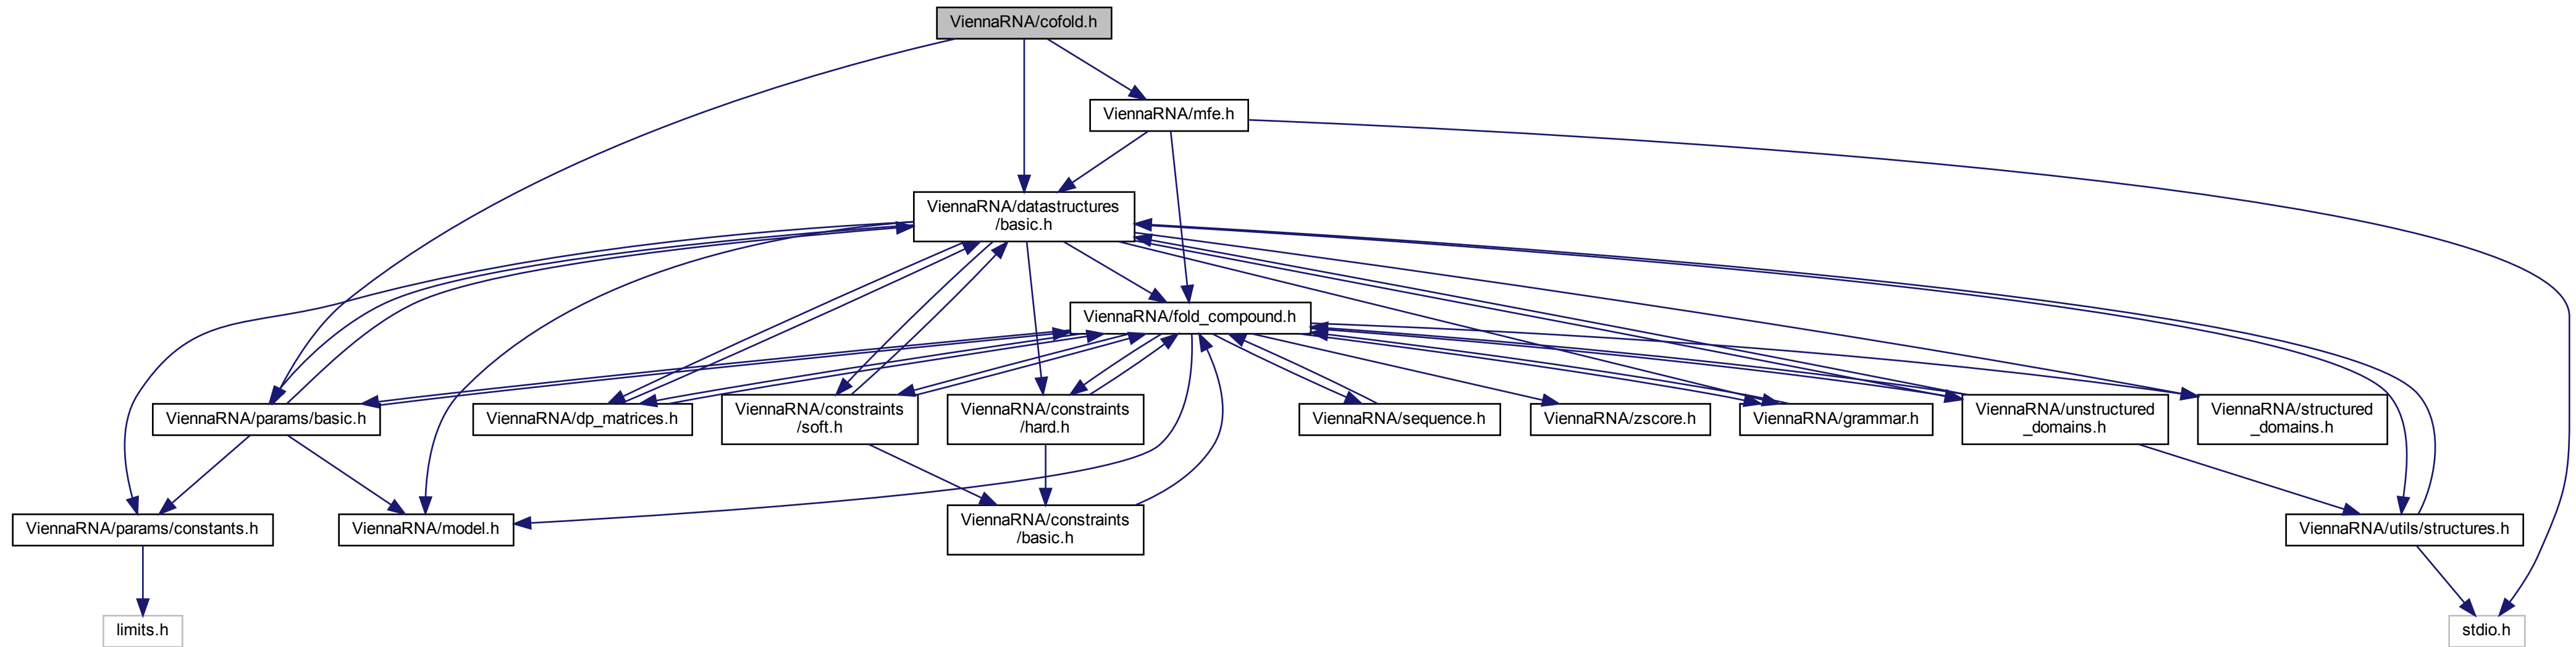 ViennaRNA/cofold.h
ViennaRNA/mfe.h
ViennaRNA/datastructures
/basic.h
ViennaRNA/fold_compound.h
ViennaRNA/params/basic.h
ViennaRNA/dp_matrices.h
ViennaRNA/constraints
/soft.h
ViennaRNA/constraints
/hard.h
ViennaRNA/sequence.h
ViennaRNA/zscore.h
ViennaRNA/grammar.h
ViennaRNA/unstructured
_domains.h
ViennaRNA/structured
_domains.h
ViennaRNA/params/constants.h
ViennaRNA/model.h
ViennaRNA/constraints
/basic.h
ViennaRNA/utils/structures.h
limits.h
stdio.h